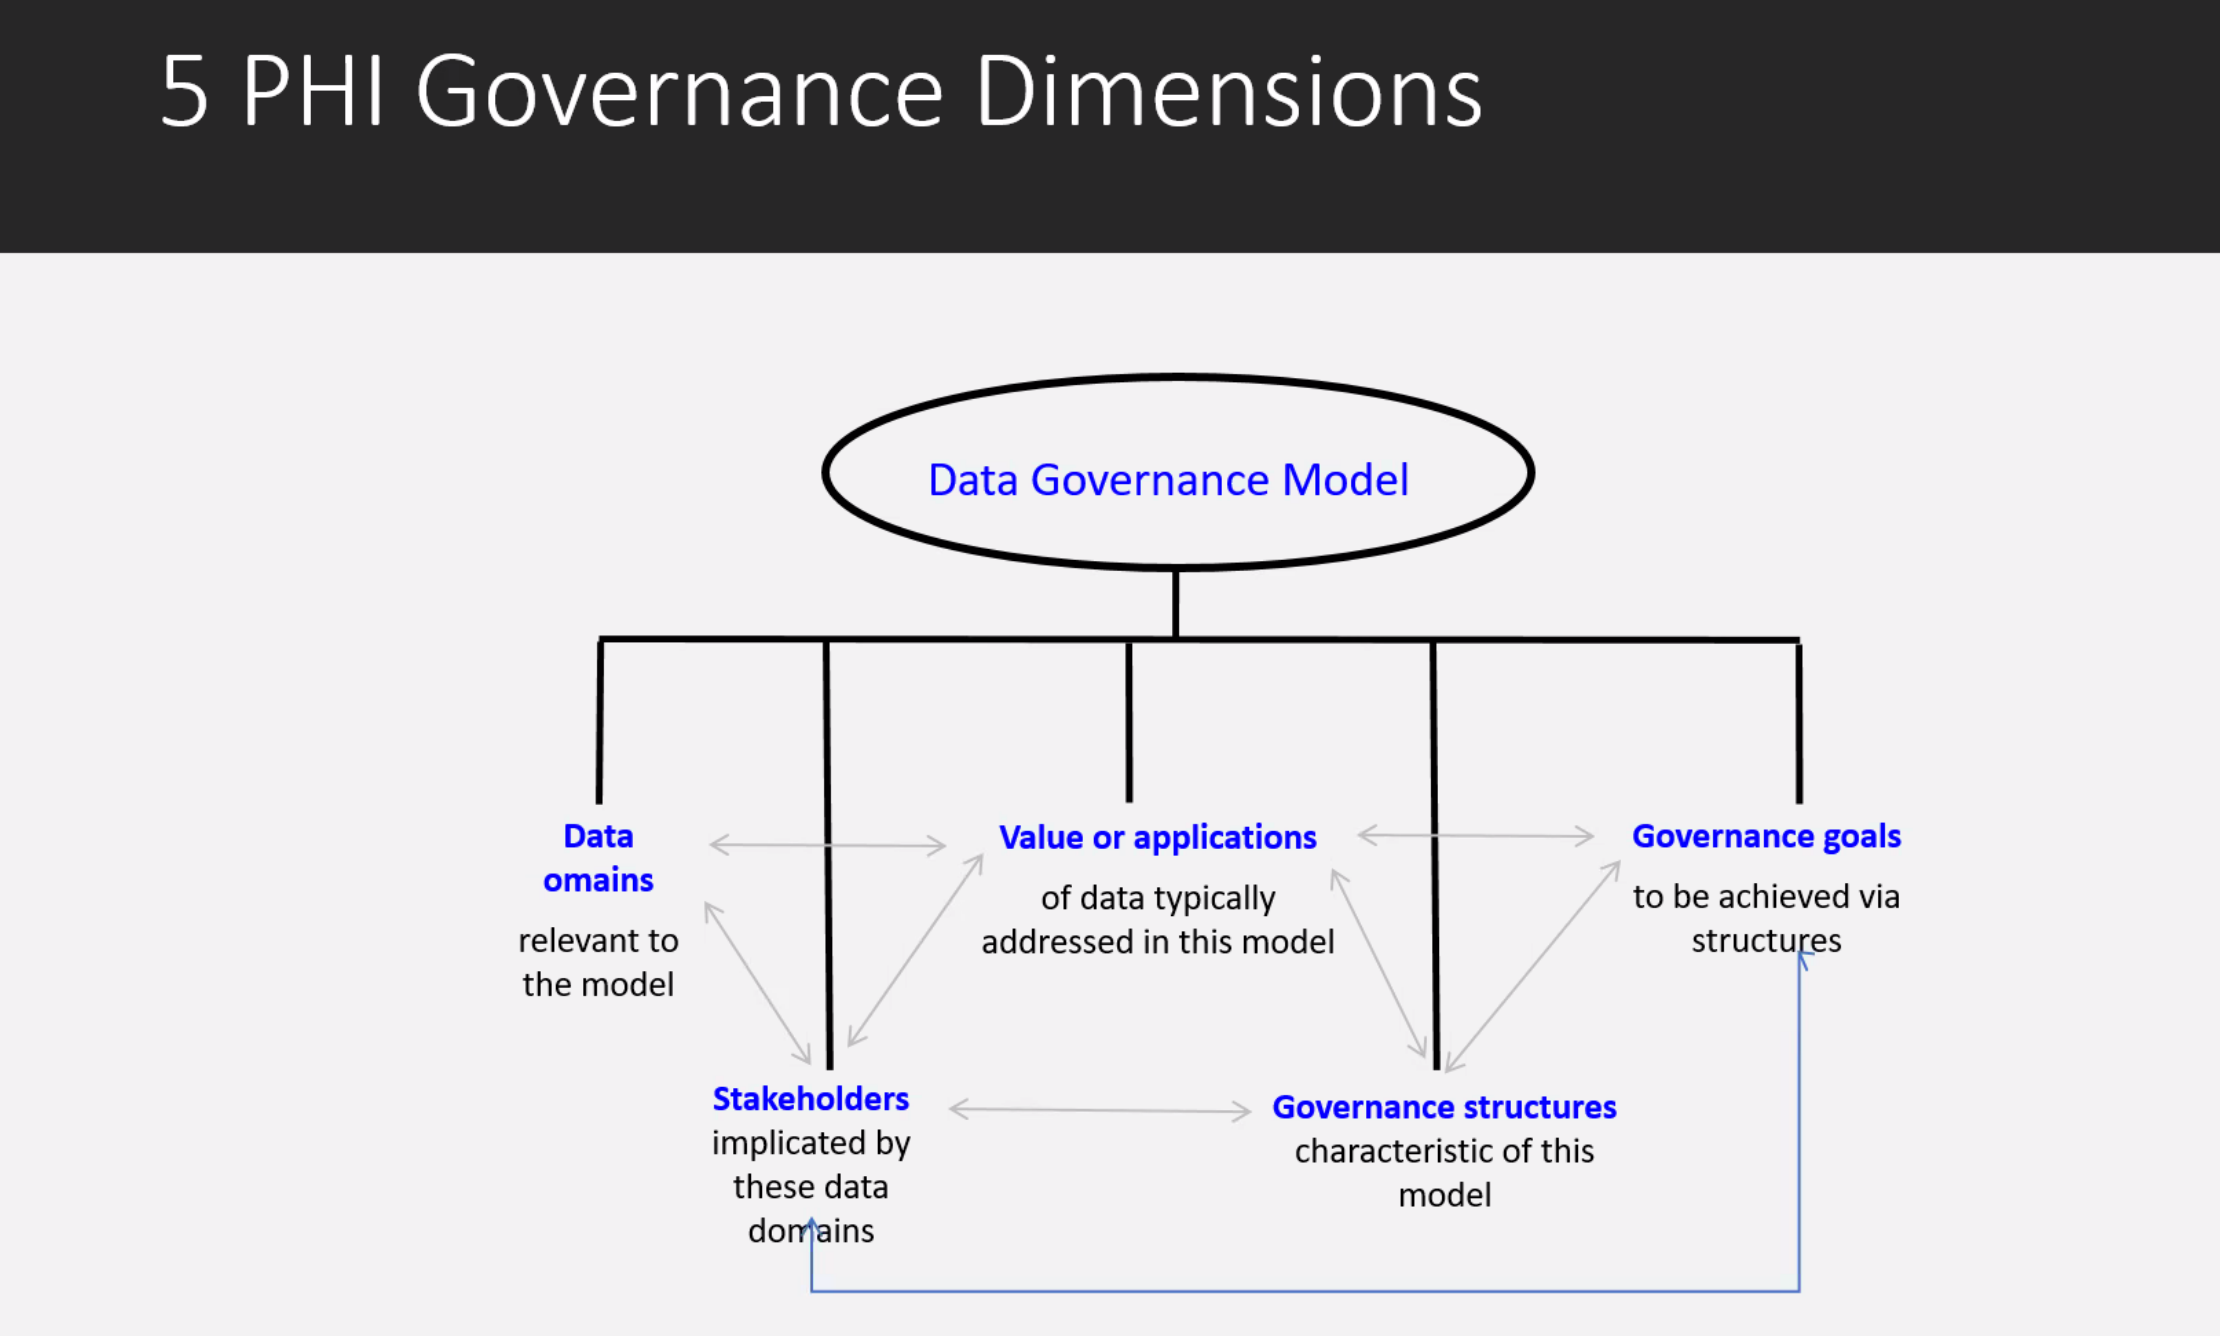 5 PHI Governance Dimensions
Data Governance Model
Data
omains
relevant to
the model
Value or applications
of data typically
addressed in this model
Governance goals
to be achieved via
structures
Stakeholders
implicated by
these data
domains
Governance structures
characteristic of this
model